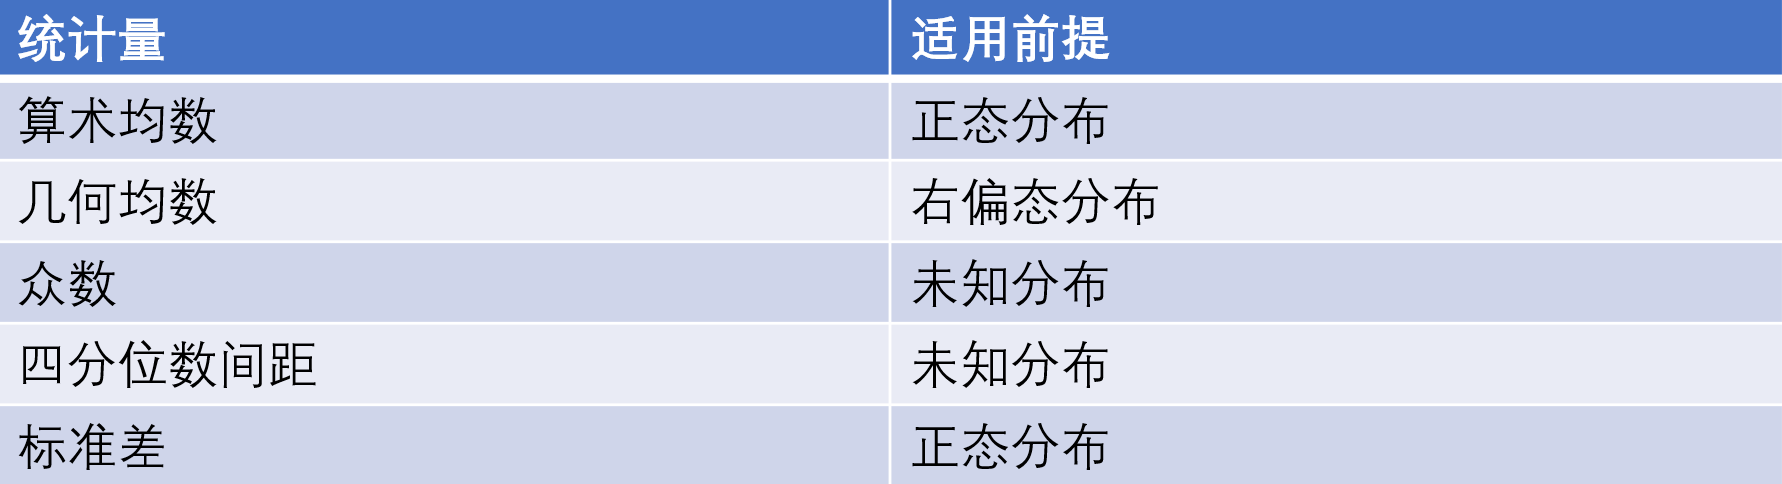 统计量 适用前提
算术均数 正态分布
几何均数 右偏态分布
众数 未知分布
四分位数间距 未知分布
标准差 正态分布